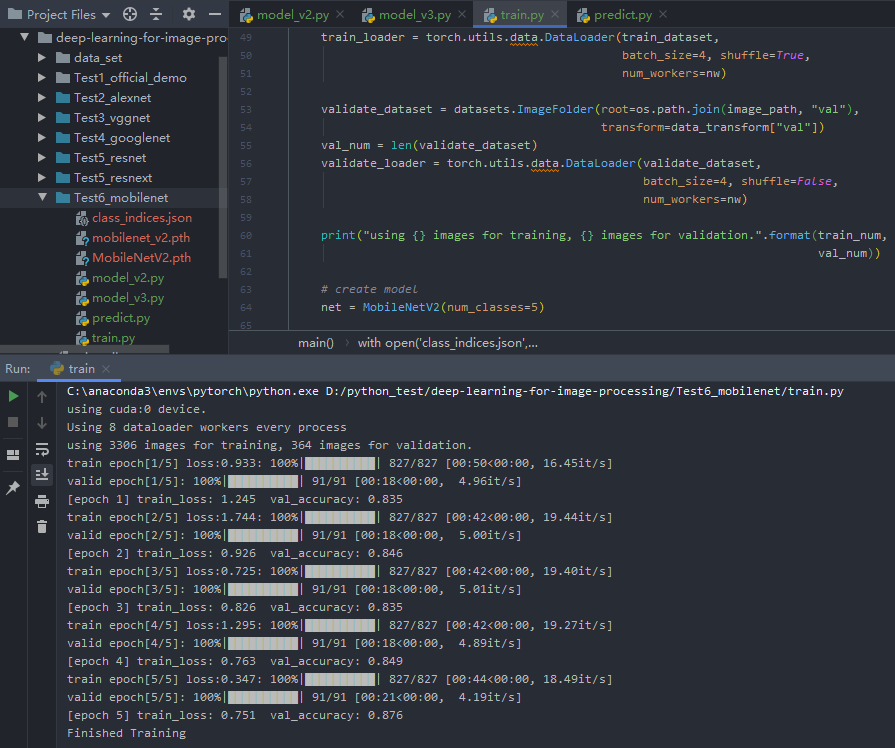 Project Files
model_v2.py
model_v3.py
train.py
predict.py
deep-learning-for-image-pro
data_set
Test1_official_demo
Test2_alexnet
Test3_vggnet
Test4_googlenet
Test5_resnet
Test5_resnext
Test6_mobilenet
class_indices.json
mobilenet_v2.pth
MobileNetV2.pth
model_v2.py
model_v3.py
predict.py
train.py
49 train_loader = torch.utils.data.DataLoader(train_dataset,
50 batch_size=4, shuffle=True,
51 num_workers=nw)
52
53 validate_dataset = datasets.ImageFolder(root=os.path.join(image_path, "val"),
54 transform=data_transform["val"])
55 val_num = len(validate_dataset)
56 validate_loader = torch.utils.data.DataLoader(validate_dataset,
57 batch_size=4, shuffle=False,
58 num_workers=nw)
59
60 print("using {} images for training, {} images for validation.".format(train_num,
61 val_num))
62
63 # create model
64 net = MobileNetV2(num_classes=5)
65
main() › with open('class_indices.json',...
Run: train
C:\anaconda3\envs\pytorch\python.exe D:/python_test/deep-learning-for-image-processing/Test6_mobilenet/train.py
using cuda:0 device.
Using 8 dataloader workers every process
using 3306 images for training, 364 images for validation.
train epoch[1/5] loss:0.933: 100%|██████████| 827/827 [00:50<00:00, 16.45it/s]
valid epoch[1/5]: 100%|██████████| 91/91 [00:18<00:00,  4.96it/s]
[epoch 1] train_loss: 1.245  val_accuracy: 0.835
train epoch[2/5] loss:1.744: 100%|██████████| 827/827 [00:42<00:00, 19.44it/s]
valid epoch[2/5]: 100%|██████████| 91/91 [00:18<00:00,  5.00it/s]
[epoch 2] train_loss: 0.926  val_accuracy: 0.846
train epoch[3/5] loss:0.725: 100%|██████████| 827/827 [00:42<00:00, 19.40it/s]
valid epoch[3/5]: 100%|██████████| 91/91 [00:18<00:00,  5.01it/s]
[epoch 3] train_loss: 0.826  val_accuracy: 0.835
train epoch[4/5] loss:1.295: 100%|██████████| 827/827 [00:42<00:00, 19.27it/s]
valid epoch[4/5]: 100%|██████████| 91/91 [00:18<00:00,  4.89it/s]
[epoch 4] train_loss: 0.763  val_accuracy: 0.849
train epoch[5/5] loss:0.347: 100%|██████████| 827/827 [00:44<00:00, 18.49it/s]
valid epoch[5/5]: 100%|██████████| 91/91 [00:21<00:00,  4.19it/s]
[epoch 5] train_loss: 0.751  val_accuracy: 0.876
Finished Training